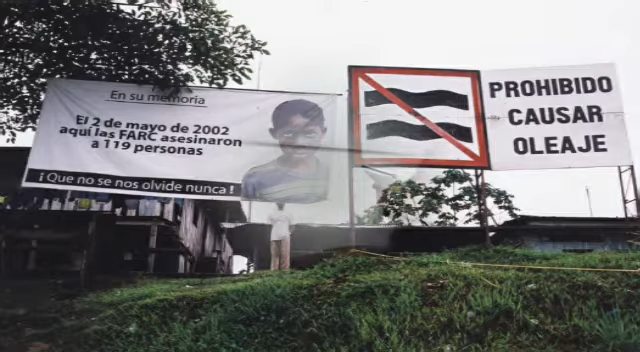 En su memoria
El 2 de mayo de 2002
aquí las FARC asesinaron
a 119 personas
¡ Que no se nos olvide nunca !
PROHIBIDO
CAUSAR
OLEAJE